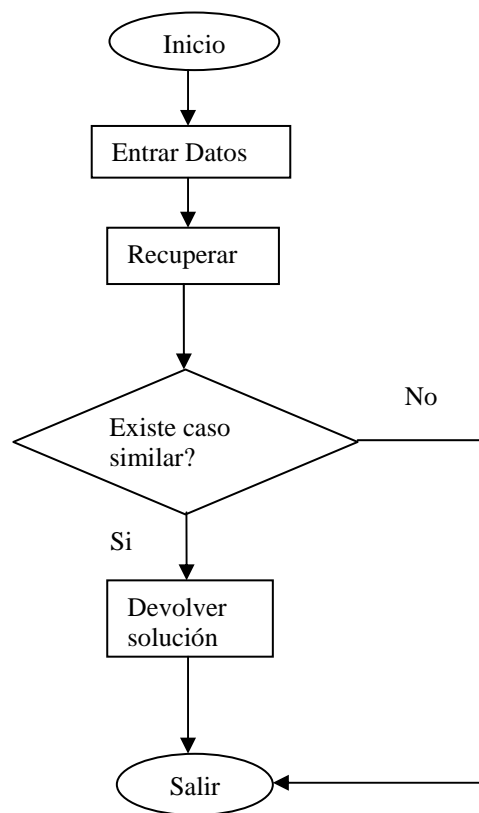 Inicio
Entrar Datos
Recuperar
No
Existe caso
similar?
Si
Devolver
solución
Salir